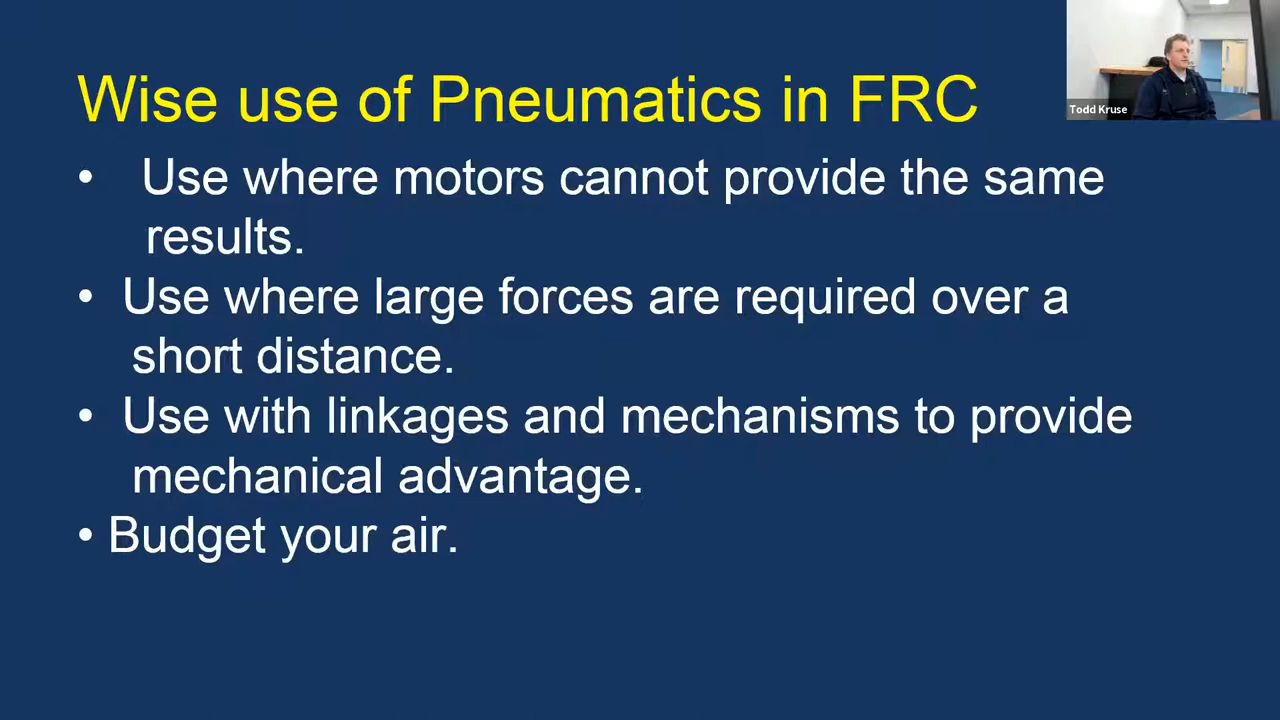 Wise use of Pneumatics in FRC
Todd Kruse
• Use where motors cannot provide the same
results.
• Use where large forces are required over a
short distance.
• Use with linkages and mechanisms to provide
mechanical advantage.
• Budget your air.